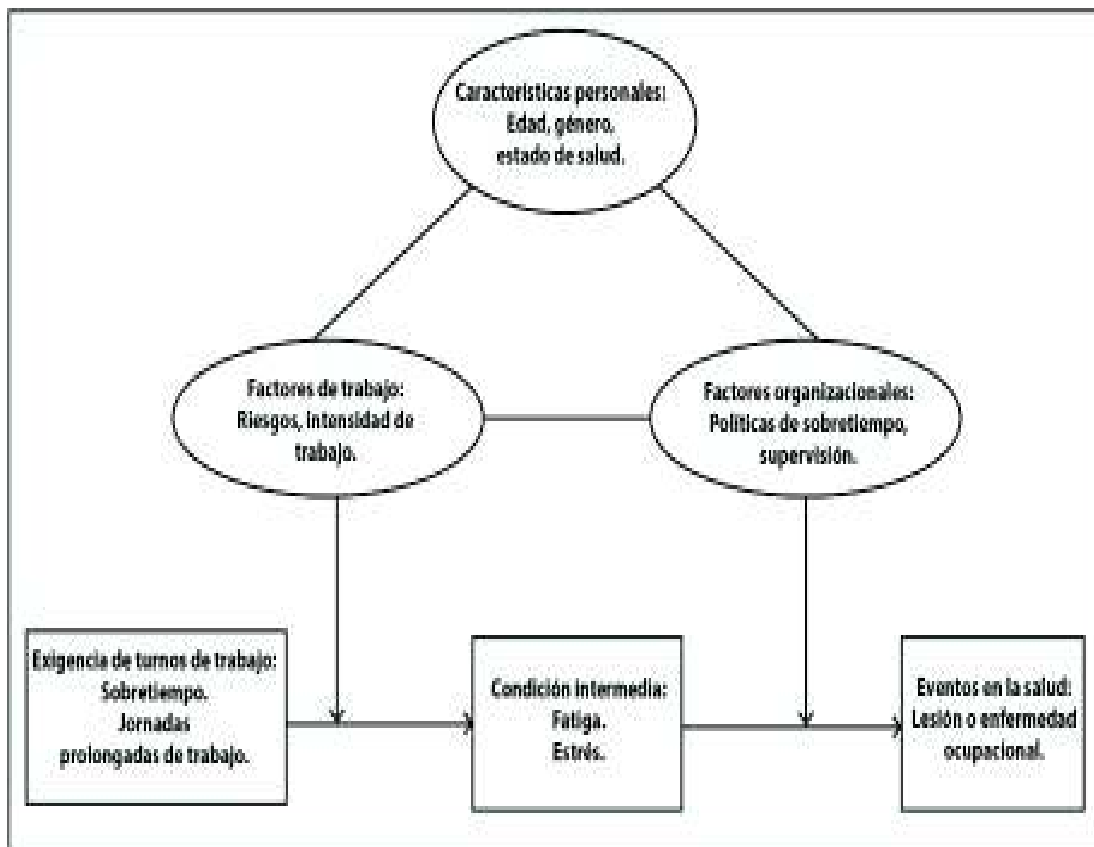 Características personales:
Edad, género,
estado de salud.
Factores de trabajo:
Riesgos, intensidad de
trabajo.
Factores organizacionales:
Políticas de sobretiempo,
supervisión.
Exigencia de turnos de trabajo:
Sobretiempo.
Jornadas
prolongadas de trabajo.
Condición intermedia:
Fatiga.
Estrés.
Eventos en la salud:
Lesión o enfermedad
ocupacional.